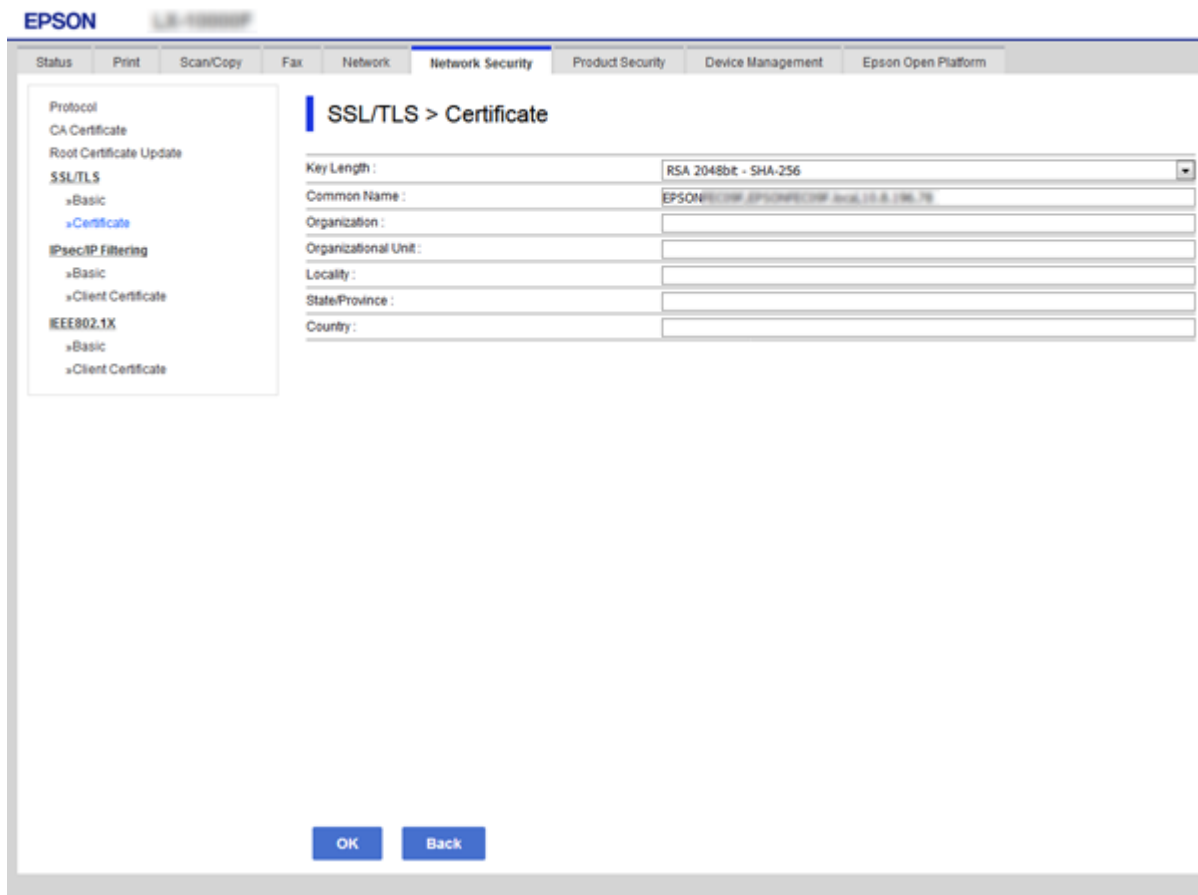 EPSON
Status Print Scan/Copy Fax Network Network Security Product Security Device Management Epson Open Platform
Protocol
CA Certificate
Root Certificate Update
SSL/TLS
»Basic
»Certificate
IPsec/IP Filtering
»Basic
»Client Certificate
IEEE802.1X
»Basic
»Client Certificate
SSL/TLS > Certificate
Key Length : RSA 2048bit - SHA-256
Common Name : EPSON
Organization :
Organizational Unit :
Locality :
State/Province :
Country :
OK Back